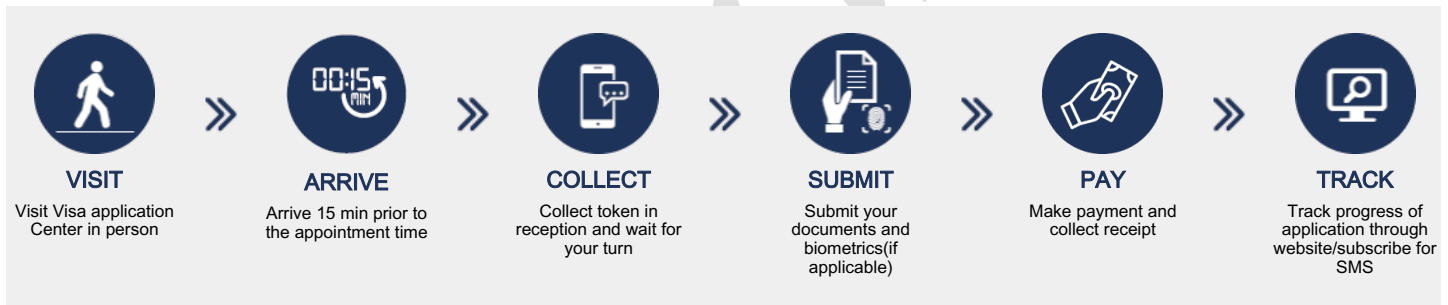 00:15
MIN
VISIT
Visit Visa application
Center in person
ARRIVE
Arrive 15 min prior to
the appointment time
COLLECT
Collect token in
reception and wait for
your turn
SUBMIT
Submit your
documents and
biometrics(if
applicable)
PAY
Make payment and
collect receipt
TRACK
Track progress of
application through
website/subscribe for
SMS